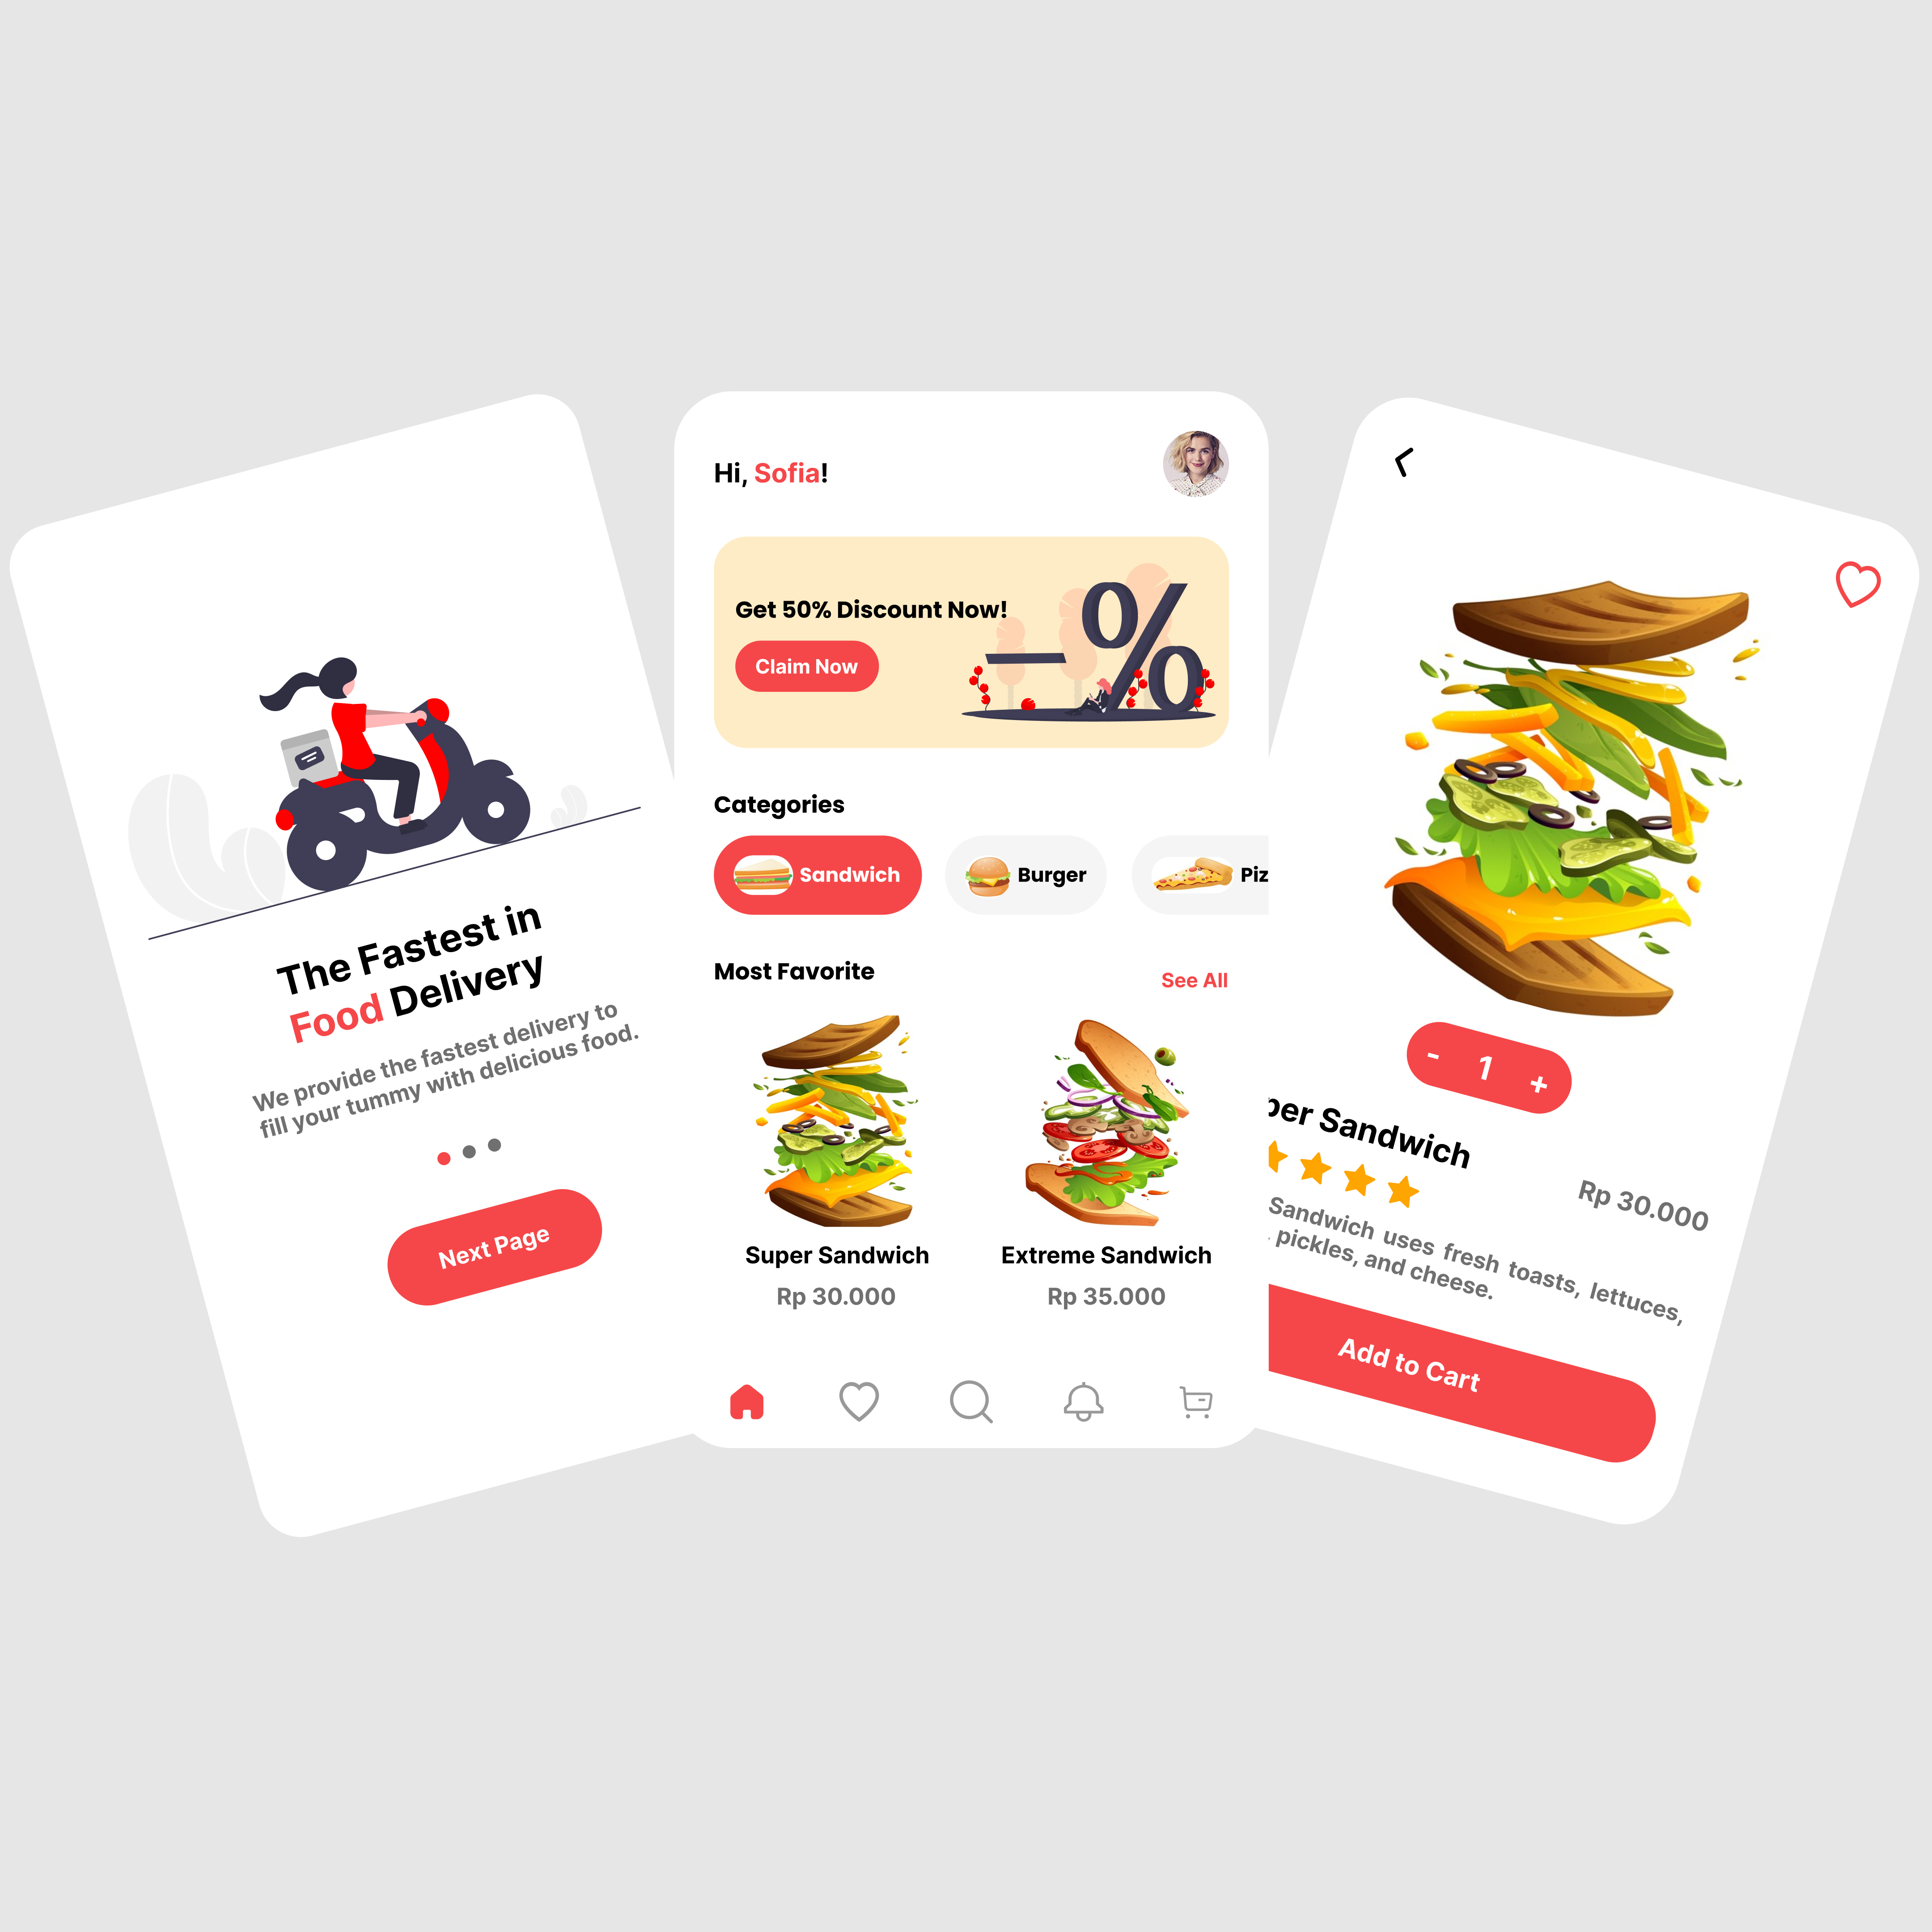 The Fastest in
Food Delivery
We provide the fastest delivery to
fill your tummy with delicious food.
Next Page
Hi, Sofia!
Get 50% Discount Now!
Claim Now
-%
Categories
Sandwich
Burger
Piz
Most Favorite
See All
Super Sandwich
Rp 30.000
Extreme Sandwich
Rp 35.000
- 1 +
per Sandwich
Rp 30.000
Sandwich uses fresh toasts, lettuces,
pickles, and cheese.
Add to Cart